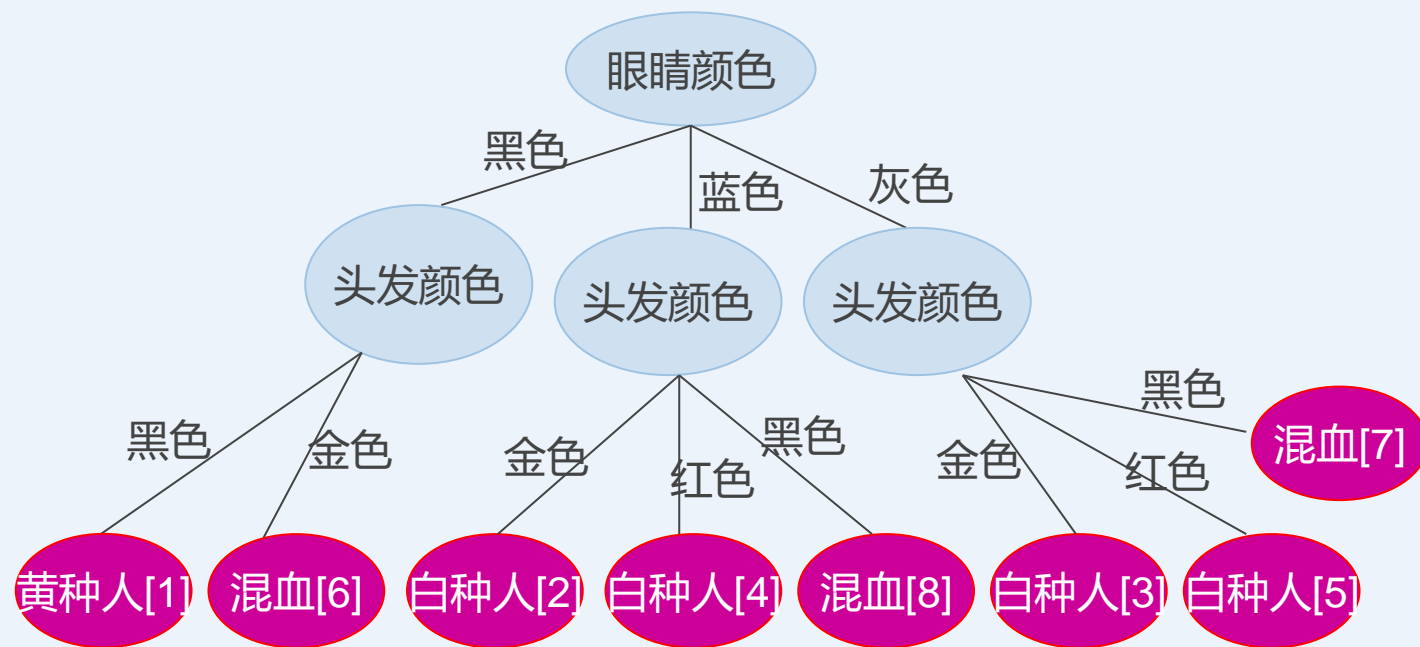 眼睛颜色
黑色
蓝色
灰色
头发颜色
头发颜色
头发颜色
黑色
金色
金色
红色
黑色
金色
红色
黑色
混血[7]
黄种人[1]
混血[6]
白种人[2]
白种人[4]
混血[8]
白种人[3]
白种人[5]